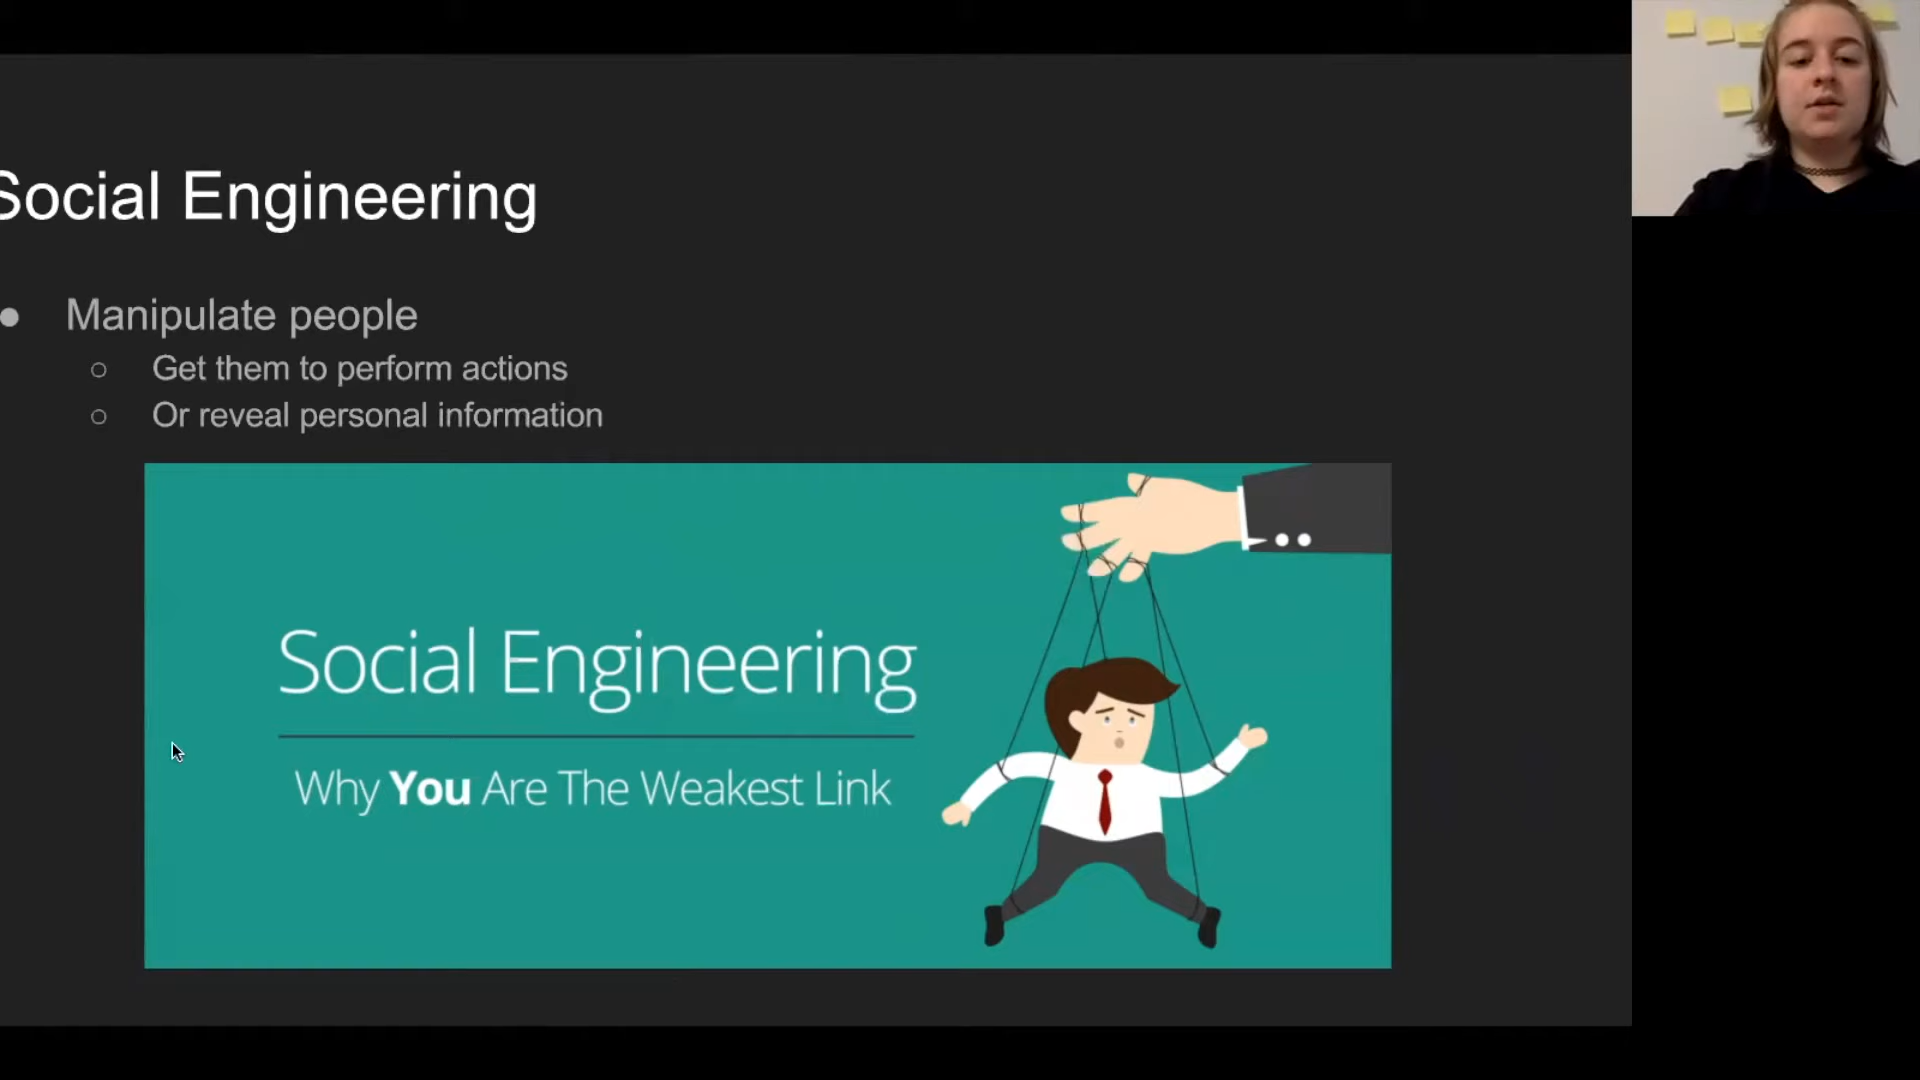 Social Engineering
● Manipulate people
○ Get them to perform actions
○ Or reveal personal information
Social Engineering
Why You Are The Weakest Link